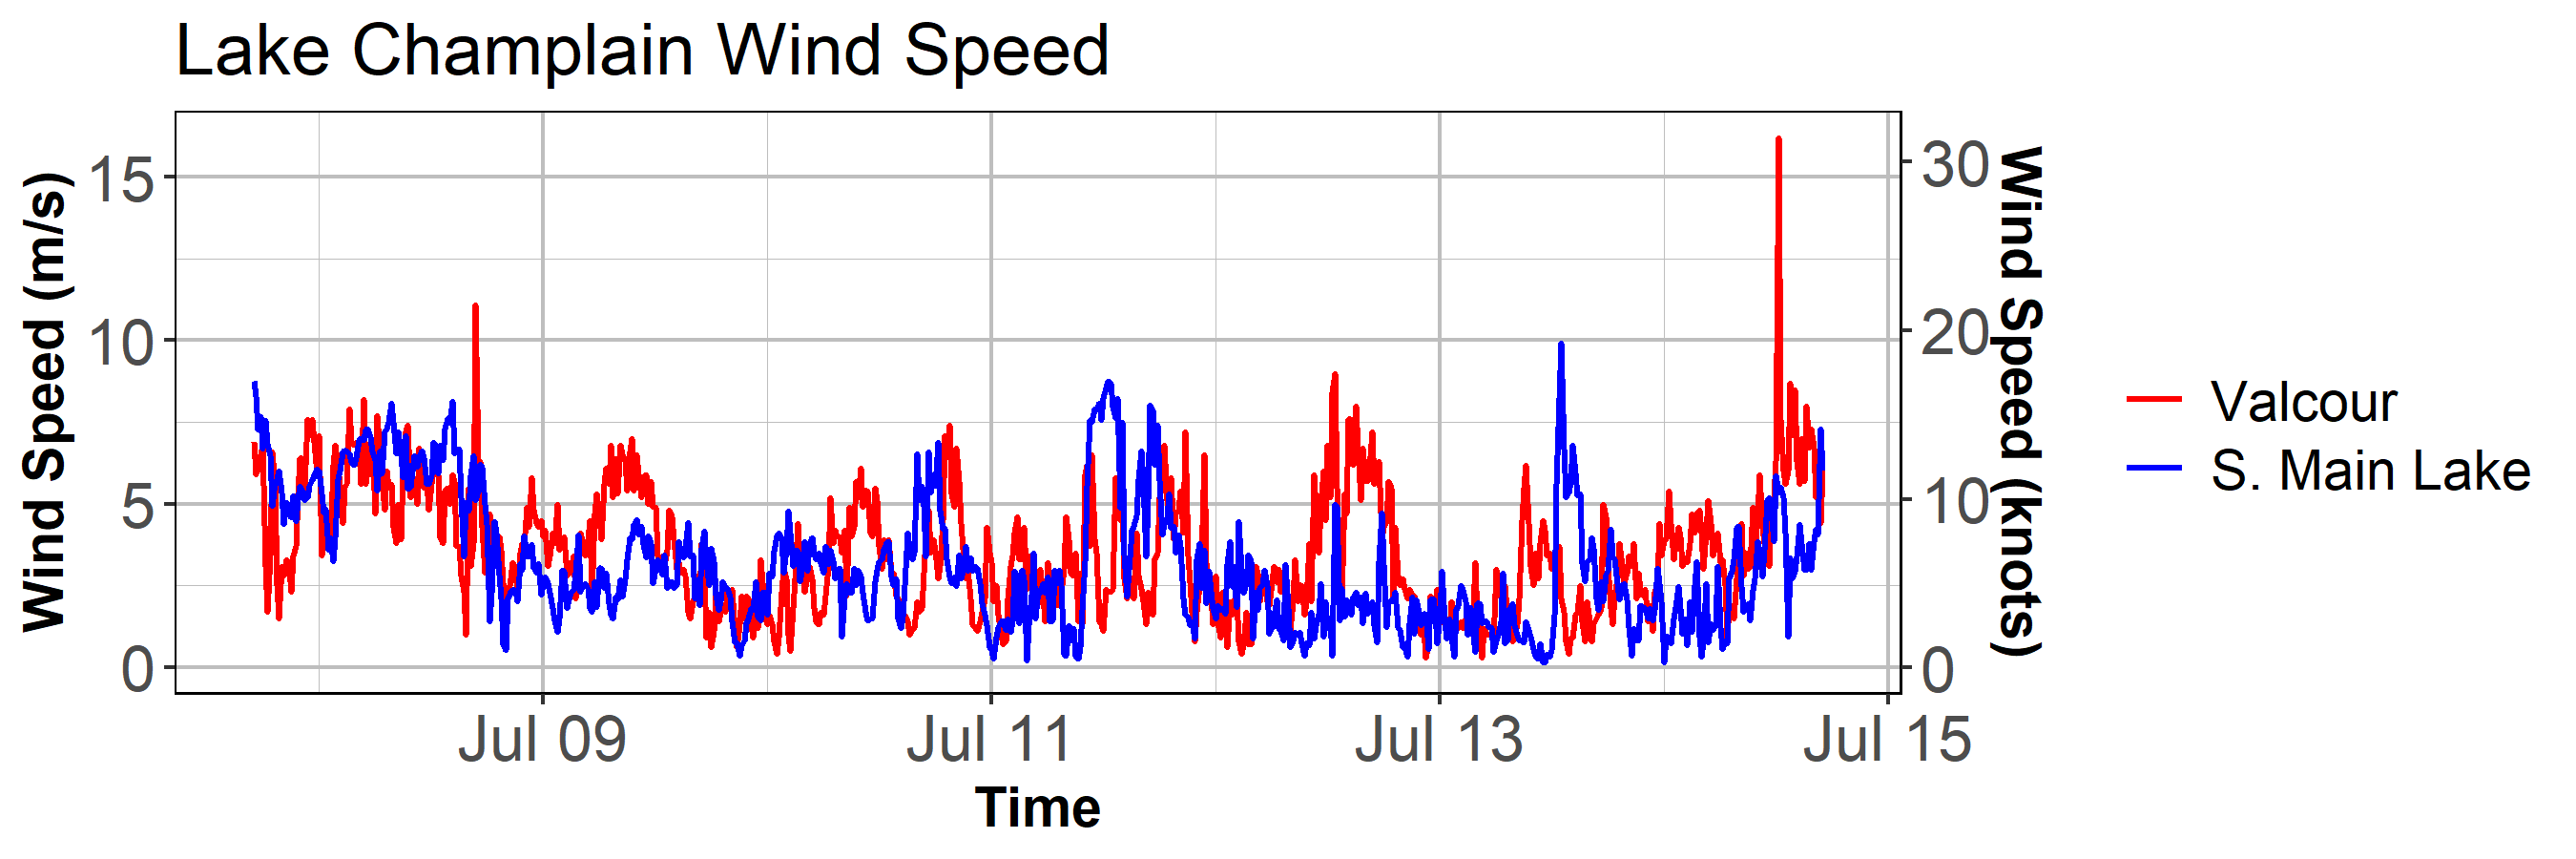 Lake Champlain Wind Speed
Wind Speed (m/s)
15
10
5
0
30
20
10
0
Wind Speed (knots)
Jul 09
Jul 11
Jul 13
Jul 15
Time
Valcour
S. Main Lake